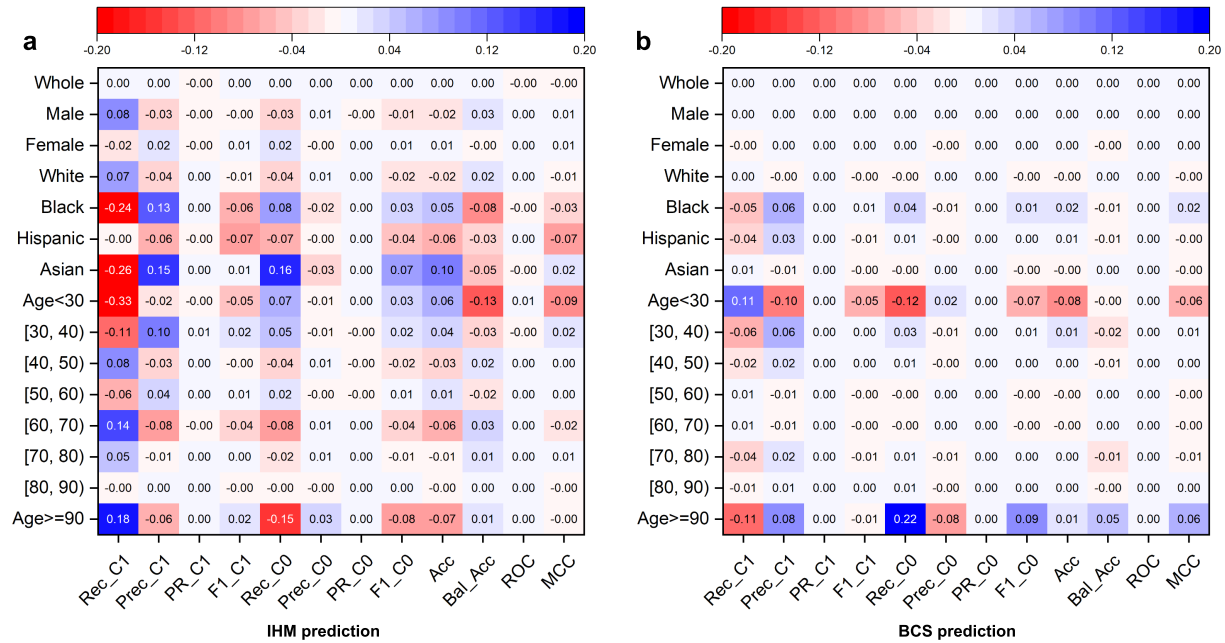 a
-0.20 -0.12 -0.04 0.04 0.12 0.20
Whole 0.00 0.00 -0.00 0.00 0.00 0.00 0.00 0.00 0.00 0.00 -0.00 -0.00
Male 0.08 -0.03 -0.00 -0.00 -0.03 0.01 -0.00 -0.01 -0.02 0.03 0.00 0.01
Female -0.02 0.02 -0.00 0.01 0.02 -0.00 0.00 0.01 0.01 -0.00 0.00 0.00
White 0.07 -0.04 0.00 -0.01 -0.04 0.01 0.00 -0.02 -0.02 0.02 0.00 -0.01
Black -0.24 0.13 0.00 -0.06 0.08 -0.02 0.00 0.03 0.05 -0.08 -0.00 -0.03
Hispanic -0.00 -0.06 -0.00 -0.07 -0.07 -0.00 0.00 -0.04 -0.06 -0.03 0.00 -0.07
Asian -0.26 0.15 0.00 0.01 0.16 -0.03 0.00 0.07 0.10 -0.05 -0.00 0.02
Age<30 -0.33 -0.02 -0.00 -0.05 0.07 -0.01 0.00 0.03 0.06 -0.13 0.01 -0.09
[30, 40) -0.11 0.10 0.01 0.02 0.05 -0.01 -0.00 0.02 0.04 -0.03 -0.00 0.02
[40, 50) 0.08 -0.03 0.00 -0.00 -0.04 0.01 0.00 -0.02 -0.03 0.02 0.00 0.00
[50, 60) -0.06 0.04 0.00 0.01 0.02 -0.00 -0.00 0.01 0.01 -0.02 0.00 0.00
[60, 70) 0.14 -0.08 -0.00 -0.04 -0.08 0.01 0.00 -0.04 -0.06 0.03 0.00 -0.02
[70, 80) 0.05 -0.01 0.00 0.00 -0.02 0.01 0.00 -0.01 -0.01 0.01 0.00 0.01
[80, 90) -0.00 0.00 0.00 -0.00 -0.00 -0.00 0.00 -0.00 0.00 -0.00 0.00 -0.00
Age>=90 0.18 -0.06 0.00 0.02 -0.15 0.03 0.00 -0.08 -0.07 0.01 0.00 -0.00
Rec_C1 Prec_C1 PR_C1 F1_C1 Rec_C0 Prec_C0 PR_C0 F1_C0 Acc Bal_Acc ROC MCC
IHM prediction
b
-0.20 -0.12 -0.04 0.04 0.12 0.20
Whole 0.00 0.00 0.00 0.00 0.00 0.00 0.00 0.00 0.00 0.00 0.00 0.00
Male 0.00 0.00 0.00 0.00 0.00 0.00 0.00 0.00 0.00 0.00 0.00 0.00
Female -0.00 0.00 0.00 0.00 0.00 -0.00 0.00 0.00 0.00 -0.00 0.00 0.00
White 0.00 -0.00 0.00 -0.00 -0.00 0.00 0.00 -0.00 -0.00 0.00 0.00 -0.00
Black -0.05 0.06 0.00 0.01 0.04 -0.01 0.00 0.01 0.02 -0.01 0.00 0.02
Hispanic -0.04 0.03 0.00 -0.01 0.01 -0.00 0.00 0.00 0.01 -0.01 0.00 -0.00
Asian 0.01 -0.01 0.00 0.00 -0.00 0.00 0.00 -0.00 -0.00 0.00 0.00 0.00
Age<30 0.11 -0.10 0.00 -0.05 -0.12 0.02 0.00 -0.07 -0.08 -0.00 0.00 -0.06
[30, 40) -0.06 0.06 0.00 0.00 0.03 -0.01 0.00 0.01 0.01 -0.02 0.00 0.01
[40, 50) -0.02 0.02 0.00 0.00 0.01 -0.00 0.00 0.00 0.00 -0.01 0.00 0.00
[50, 60) 0.01 -0.01 0.00 -0.00 -0.00 0.00 0.00 -0.00 -0.00 0.00 0.00 -0.00
[60, 70) 0.01 -0.01 0.00 -0.00 -0.00 0.00 0.00 -0.00 -0.00 0.00 0.00 -0.00
[70, 80) -0.04 0.02 0.00 -0.01 0.01 -0.00 0.00 0.00 0.00 -0.01 0.00 -0.01
[80, 90) -0.01 0.01 0.00 -0.00 0.00 -0.00 0.00 0.00 0.00 -0.00 0.00 0.00
Age>=90 -0.11 0.08 0.00 -0.01 0.22 -0.08 0.00 0.09 0.01 0.05 0.00 0.06
Rec_C1 Prec_C1 PR_C1 F1_C1 Rec_C0 Prec_C0 PR_C0 F1_C0 Acc Bal_Acc ROC MCC
BCS prediction